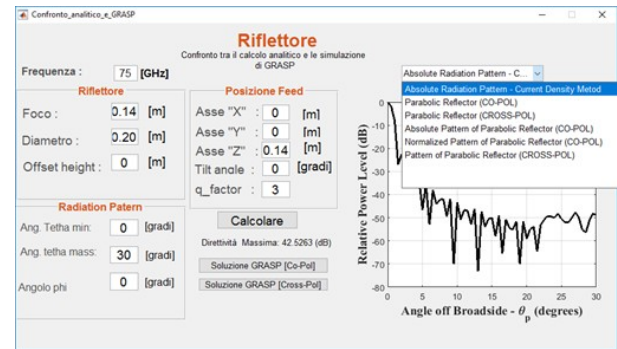 Confronto_analitico_e_GRASP
Riflettore
Confronto tra il calcolo analitico e le simulazione
di GRASP
Frequenza : 75 [GHz]
Riflettore
Foco : 0.14 [m]
Diametro : 0.20 [m]
Offset height : 0 [m]
Posizione Feed
Asse "X" : 0 [m]
Asse "Y" : 0 [m]
Asse "Z" : 0.14 [m]
Tilt angle : 0 [gradi]
q_factor : 3
Radiation Patern
Ang. Tetha min: 0 [gradi]
Ang. tetha mass: 30 [gradi]
Angolo phi 0 [gradi]
Calcolare
Direttività Massima: 42.5263 (dB)
Soluzione GRASP [Co-Pol]
Soluzione GRASP [Cross-Pol]
Absolute Radiation Pattern - C...
Absolute Radiation Pattern - Current Density Metod
Parabolic Reflector (CO-POL)
Parabolic Reflector (CROSS-POL)
Absolute Pattern of Parabolic Reflector (CO-POL)
Normalized Pattern of Parabolic Reflector (CO-POL)
Pattern of Parabolic Reflector (CROSS-POL)
Relative Power Level (dB)
0
-10
-20
-30
-40
-50
-60
-70
-80
0 5 10 15 20 25 30
Angle off Broadside - θp (degrees)